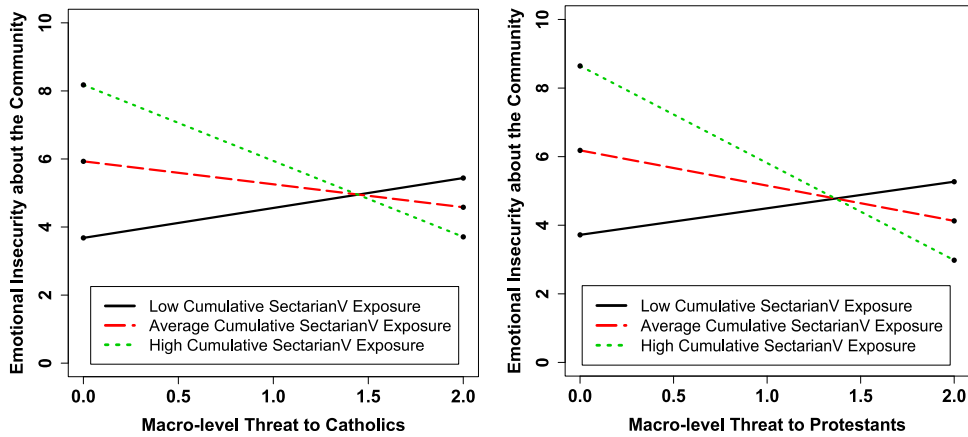 Emotional Insecurity about the Community
10
8
6
4
2
0
Low Cumulative SectarianV Exposure
Average Cumulative SectarianV Exposure
High Cumulative SectarianV Exposure
0.0 0.5 1.0 1.5 2.0
Macro-level Threat to Catholics
Emotional Insecurity about the Community
10
8
6
4
2
0
Low Cumulative SectarianV Exposure
Average Cumulative SectarianV Exposure
High Cumulative SectarianV Exposure
0.0 0.5 1.0 1.5 2.0
Macro-level Threat to Protestants